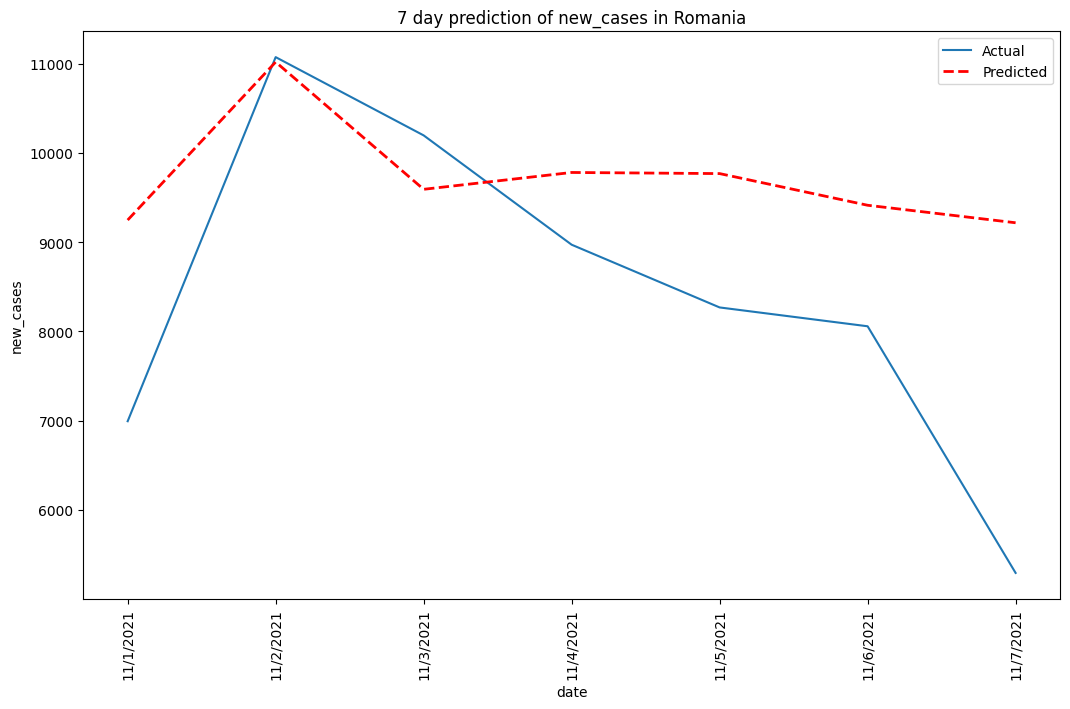 7 day prediction of new_cases in Romania
Actual
Predicted
11000
10000
9000
8000
7000
6000
new_cases
11/1/2021
11/2/2021
11/3/2021
11/4/2021
11/5/2021
11/6/2021
11/7/2021
date